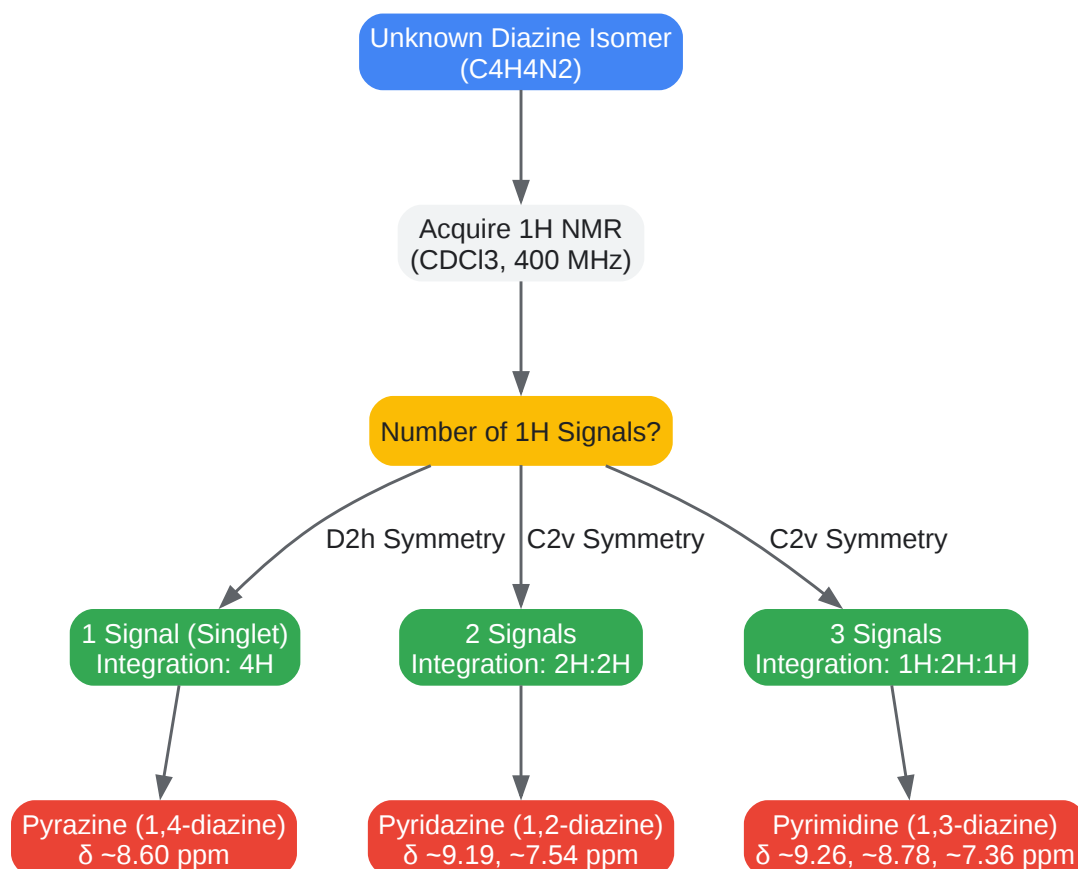 Unknown Diazine Isomer
(C4H4N2)
Acquire 1H NMR
(CDCl3, 400 MHz)
Number of 1H Signals?
D2h Symmetry
C2v Symmetry
C2v Symmetry
1 Signal (Singlet)
Integration: 4H
2 Signals
Integration: 2H:2H
3 Signals
Integration: 1H:2H:1H
Pyrazine (1,4-diazine)
δ ~8.60 ppm
Pyridazine (1,2-diazine)
δ ~9.19, ~7.54 ppm
Pyrimidine (1,3-diazine)
δ ~9.26, ~8.78, ~7.36 ppm